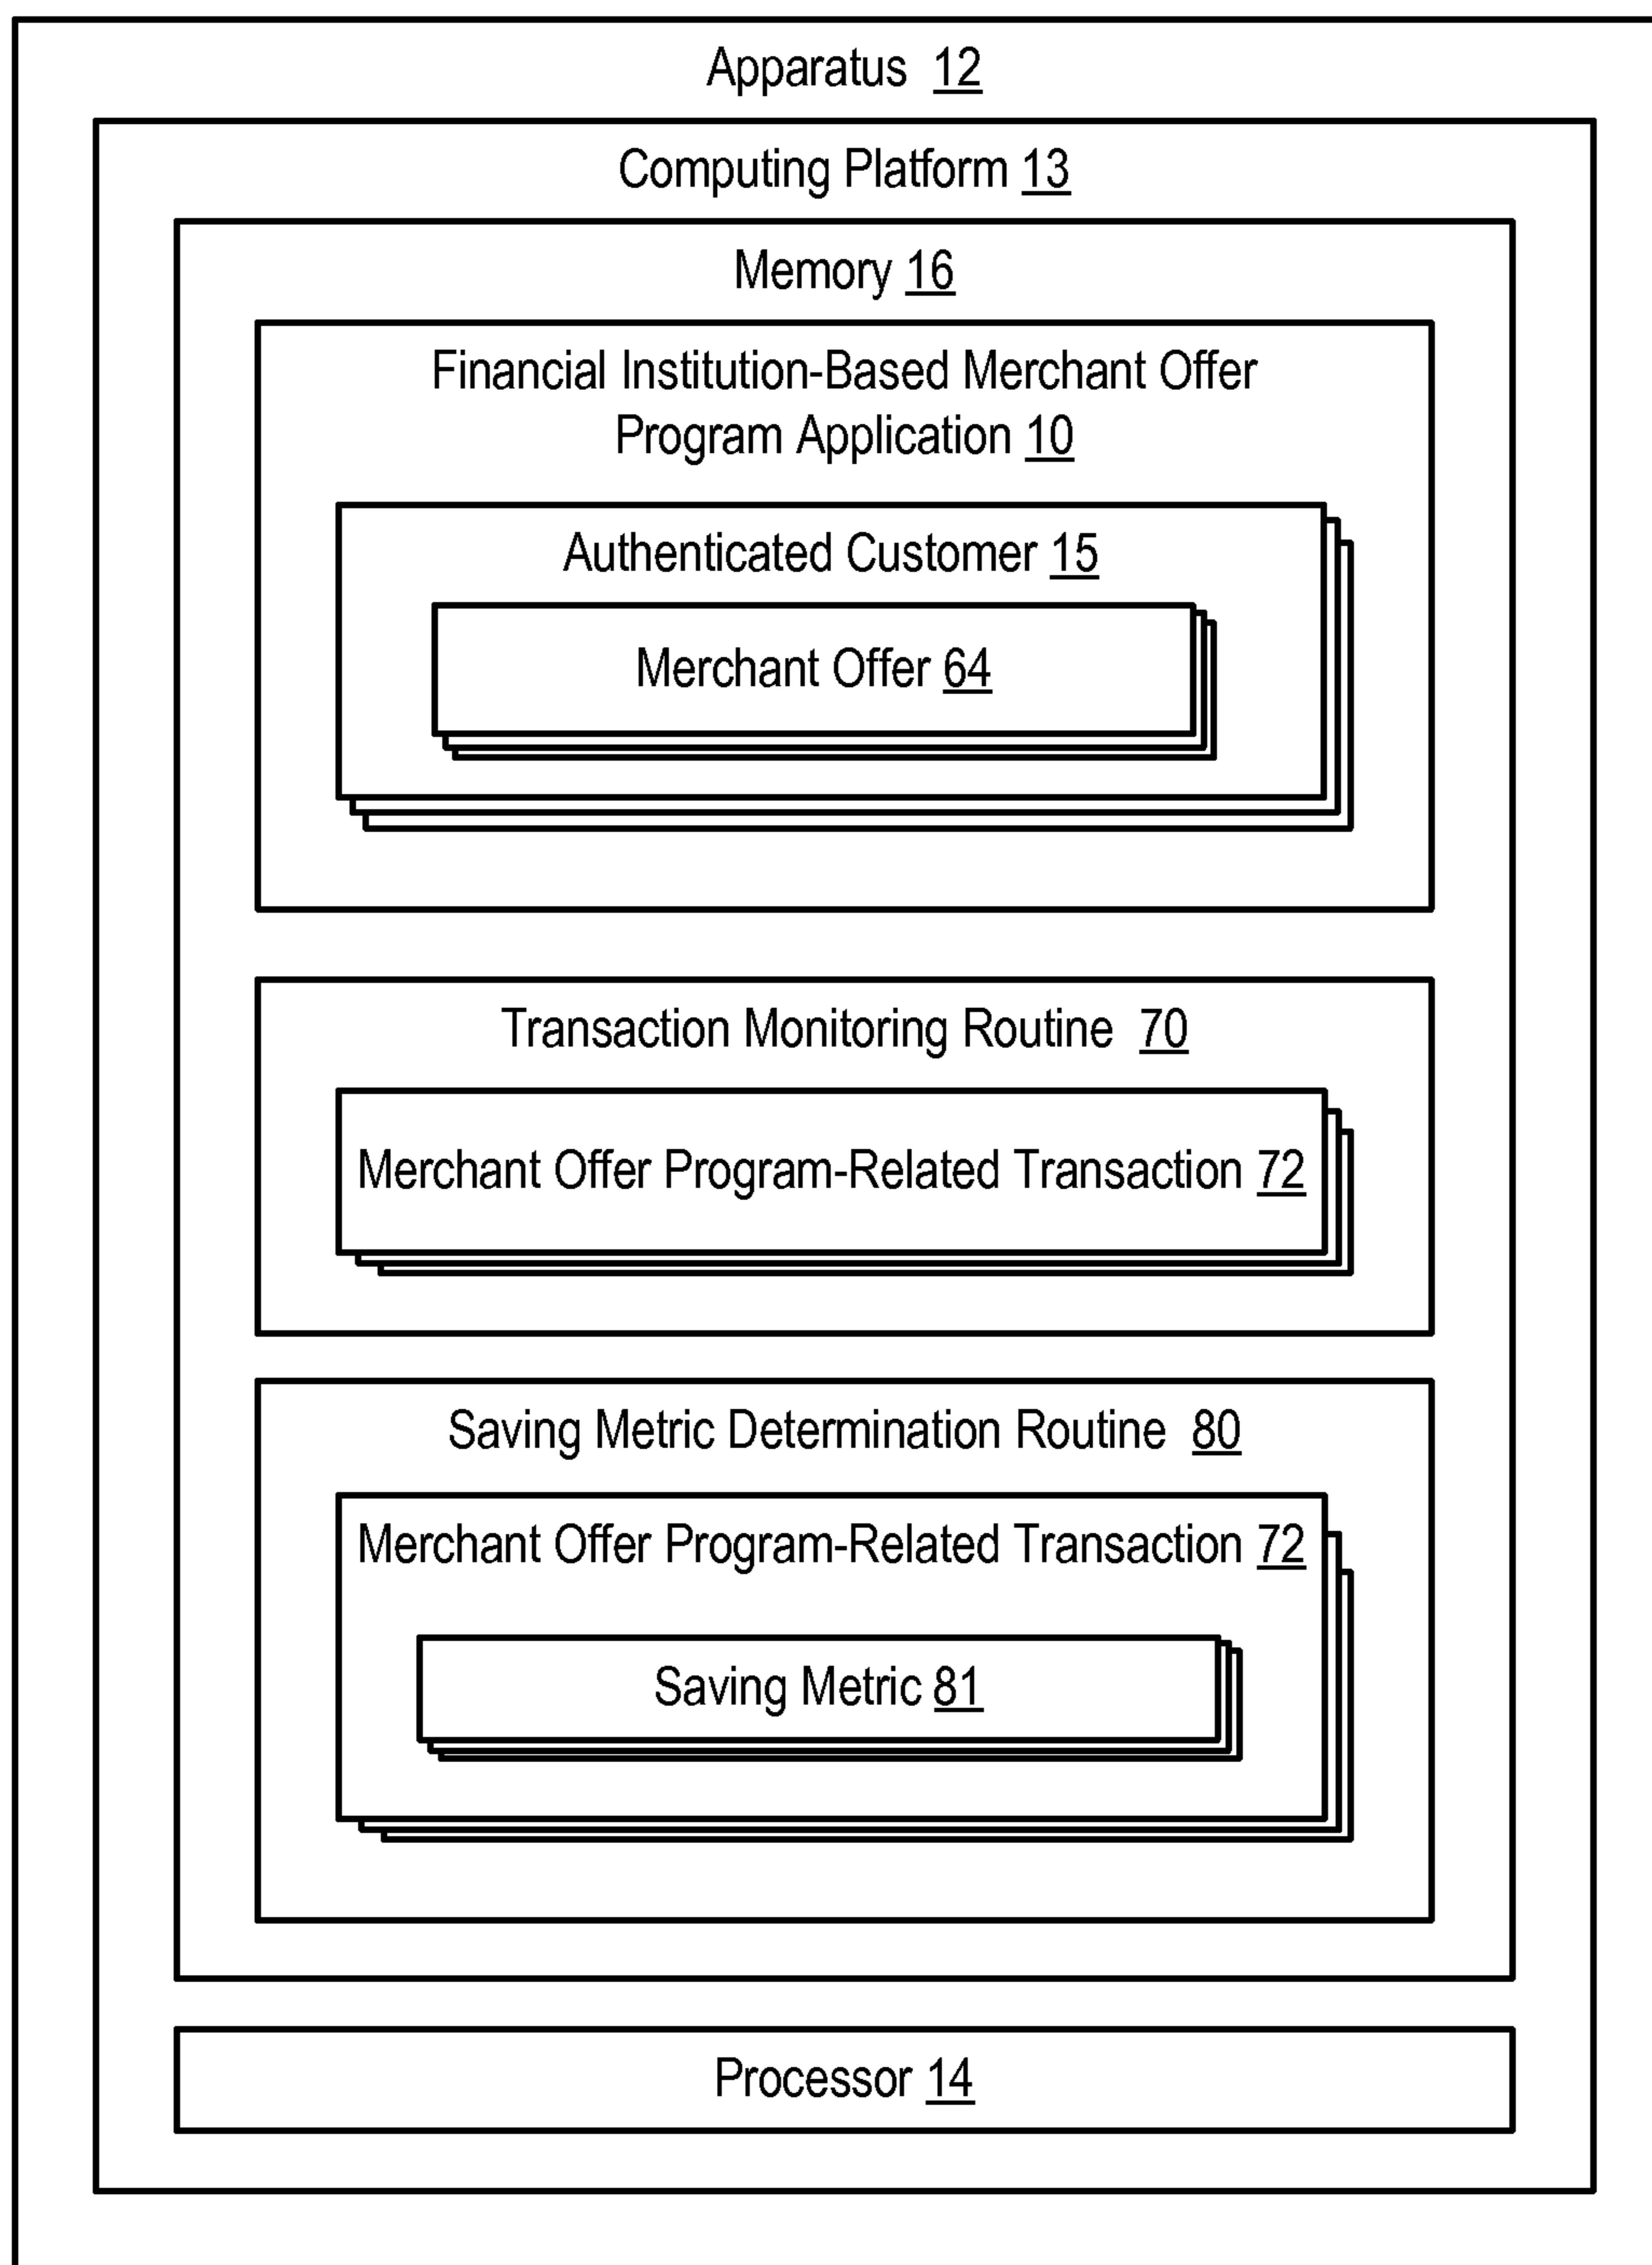 Apparatus 12
Computing Platform 13
Memory 16
Financial Institution-Based Merchant Offer
Program Application 10
Authenticated Customer 15
Merchant Offer 64
Transaction Monitoring Routine 70
Merchant Offer Program-Related Transaction 72
Saving Metric Determination Routine 80
Merchant Offer Program-Related Transaction 72
Saving Metric 81
Processor 14